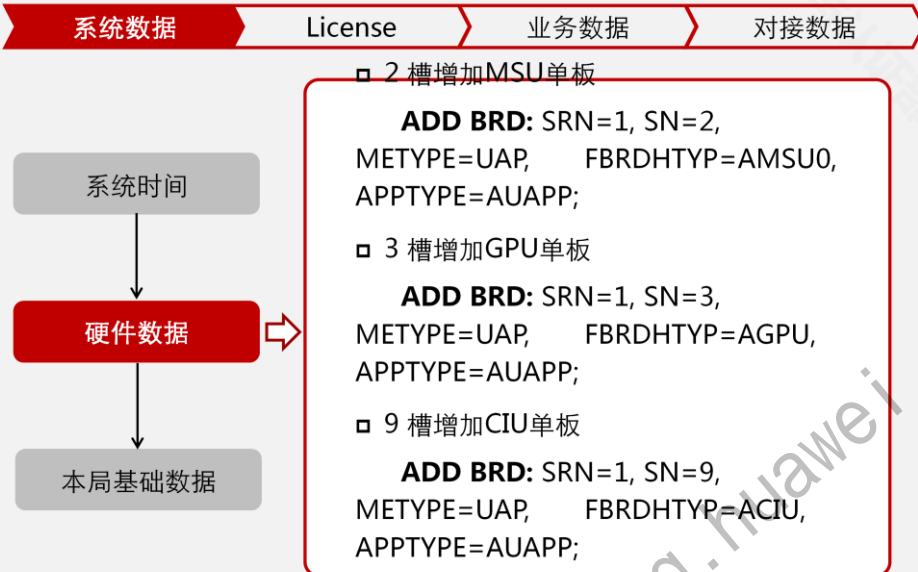 系统数据
License
业务数据
对接数据
系统时间
硬件数据
本局基础数据
2 槽增加MSU单板
ADD BRD: SRN=1, SN=2,
METYPE=UAP, FBRDHTYP=AMSU0,
APPTYPE=AUAPP;
3 槽增加GPU单板
ADD BRD: SRN=1, SN=3,
METYPE=UAP, FBRDHTYP=AGPU,
APPTYPE=AUAPP;
9 槽增加CIU单板
ADD BRD: SRN=1, SN=9,
METYPE=UAP, FBRDHTYP=ACIU,
APPTYPE=AUAPP;
g.huawei